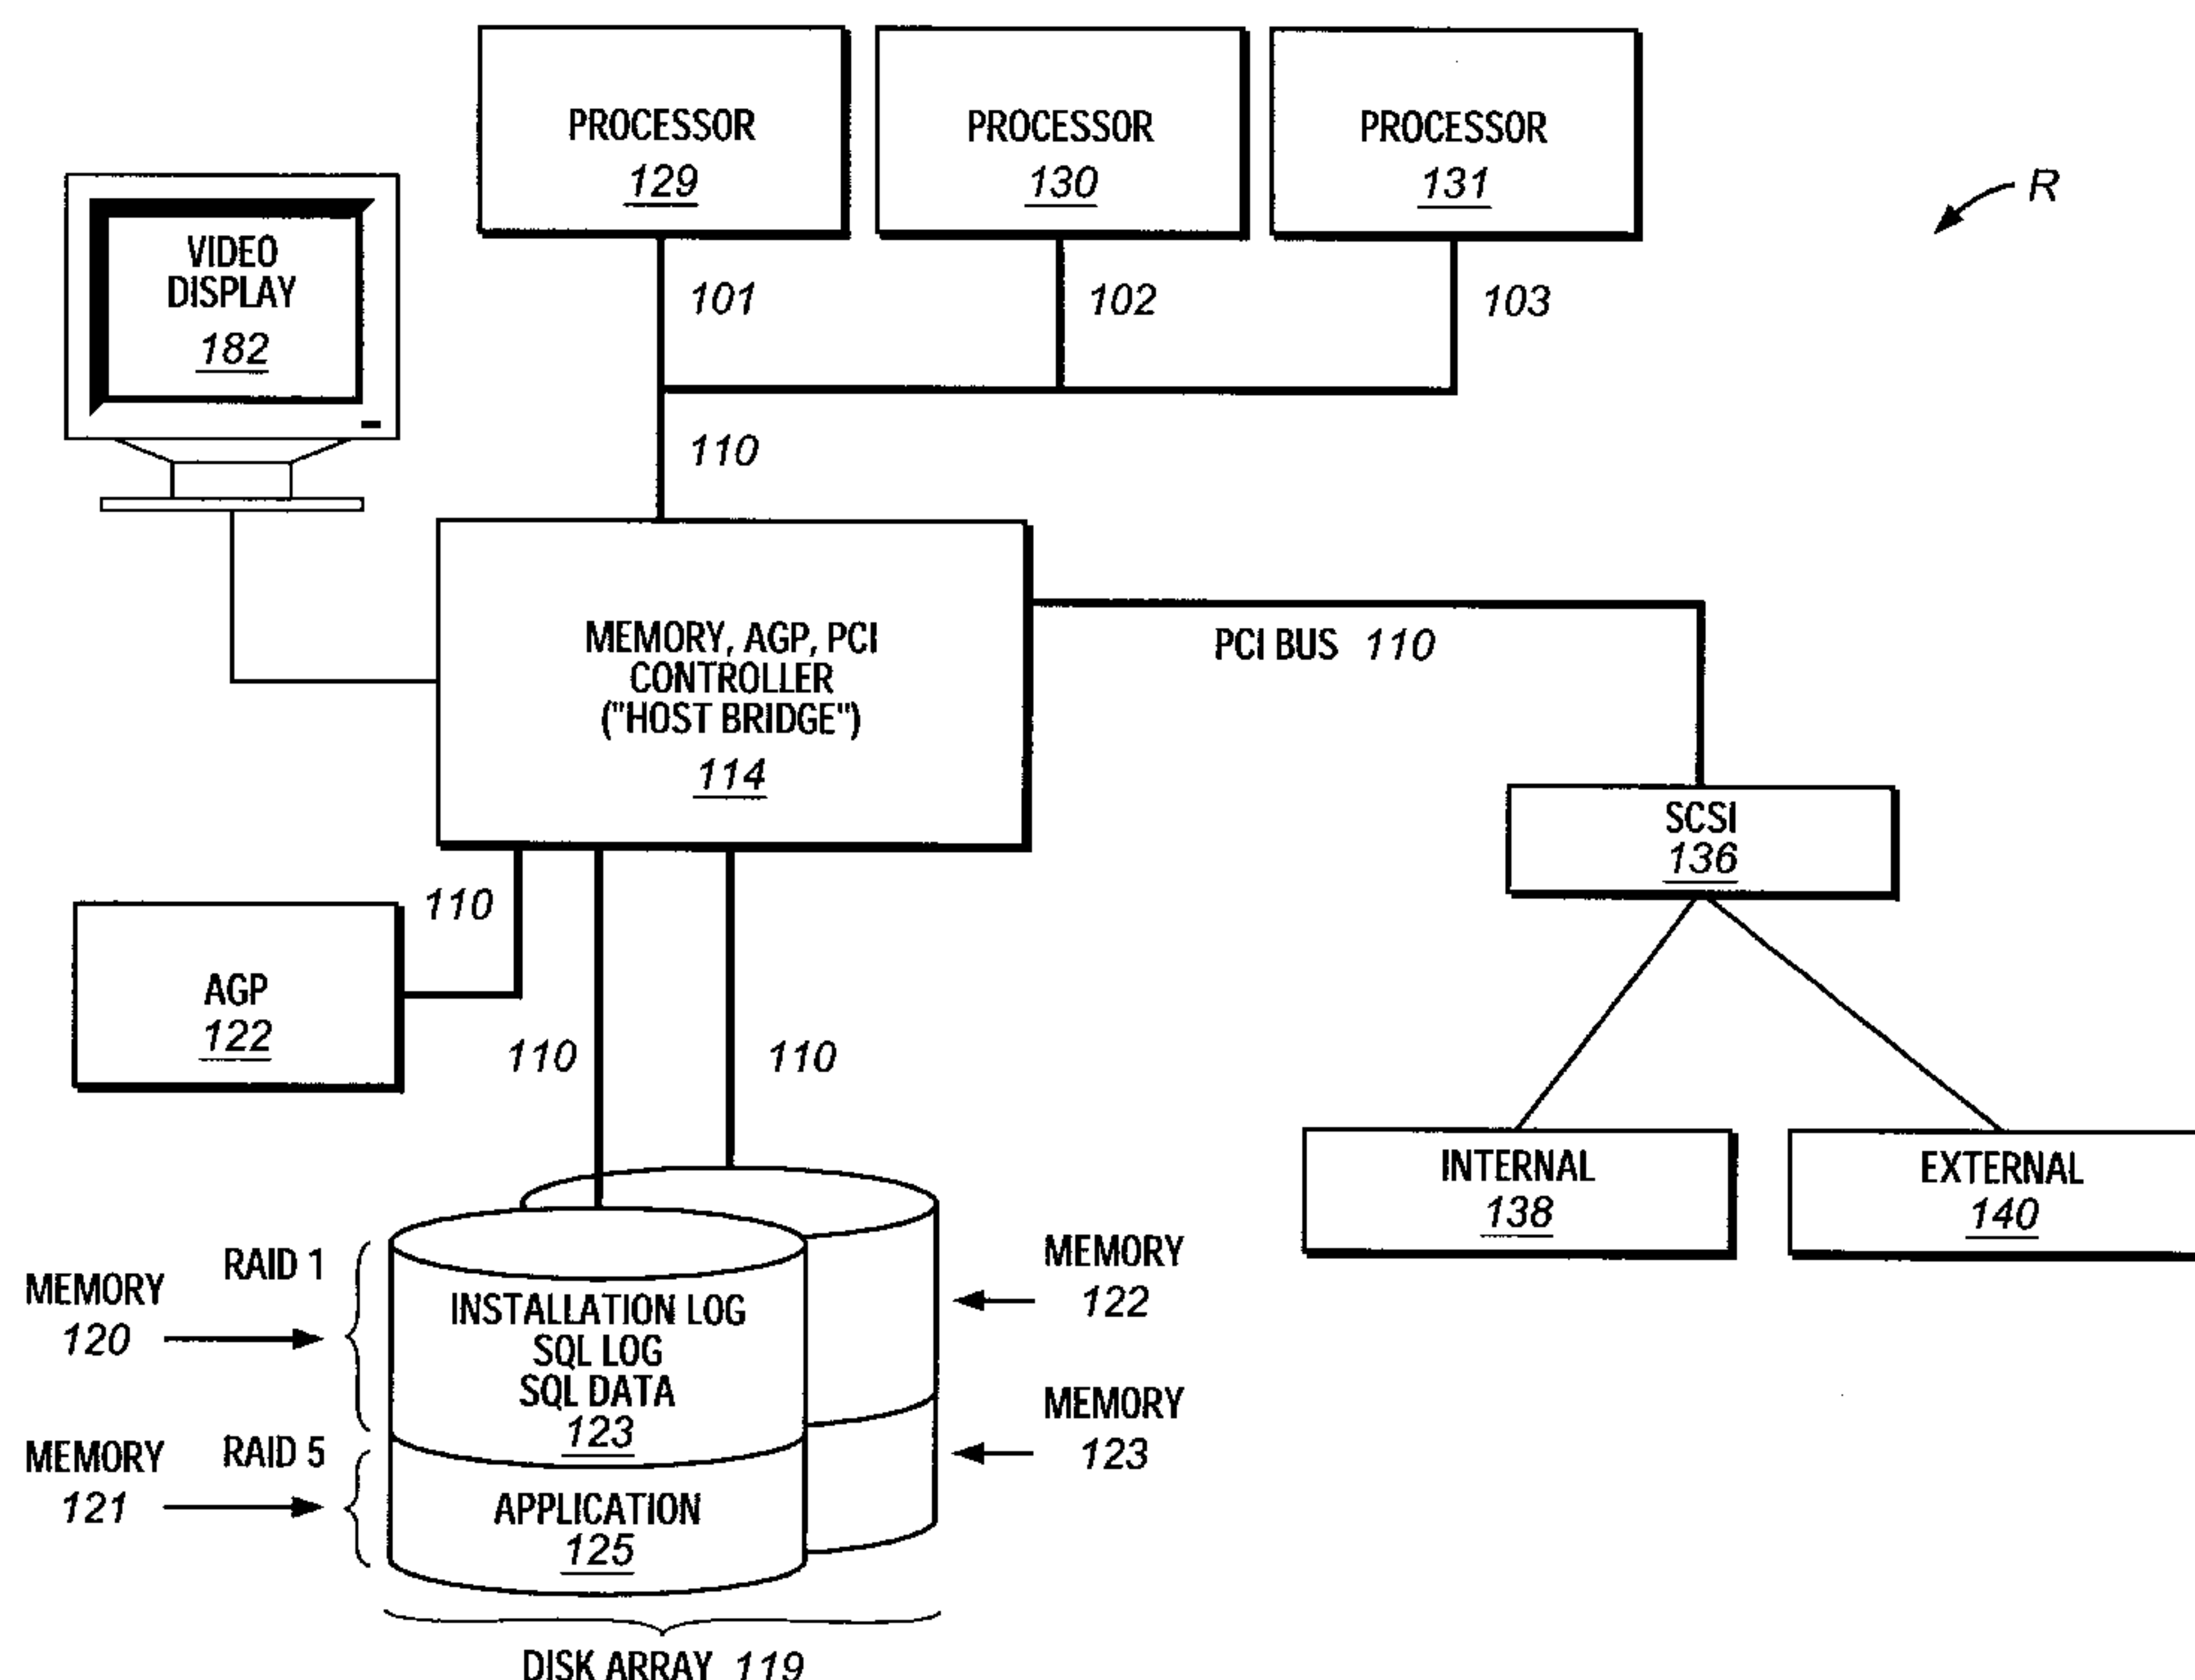 PROCESSOR
129
PROCESSOR
130
PROCESSOR
131
R
VIDEO
DISPLAY
182
101
102
103
110
MEMORY, AGP, PCI
CONTROLLER
("HOST BRIDGE")
114
PCI BUS 110
SCSI
136
110
AGP
122
110
110
INTERNAL
138
EXTERNAL
140
RAID 1
MEMORY
120
INSTALLATION LOG
SQL LOG
SQL DATA
123
MEMORY
122
RAID 5
MEMORY
121
APPLICATION
125
MEMORY
123
DISK ARRAY 119